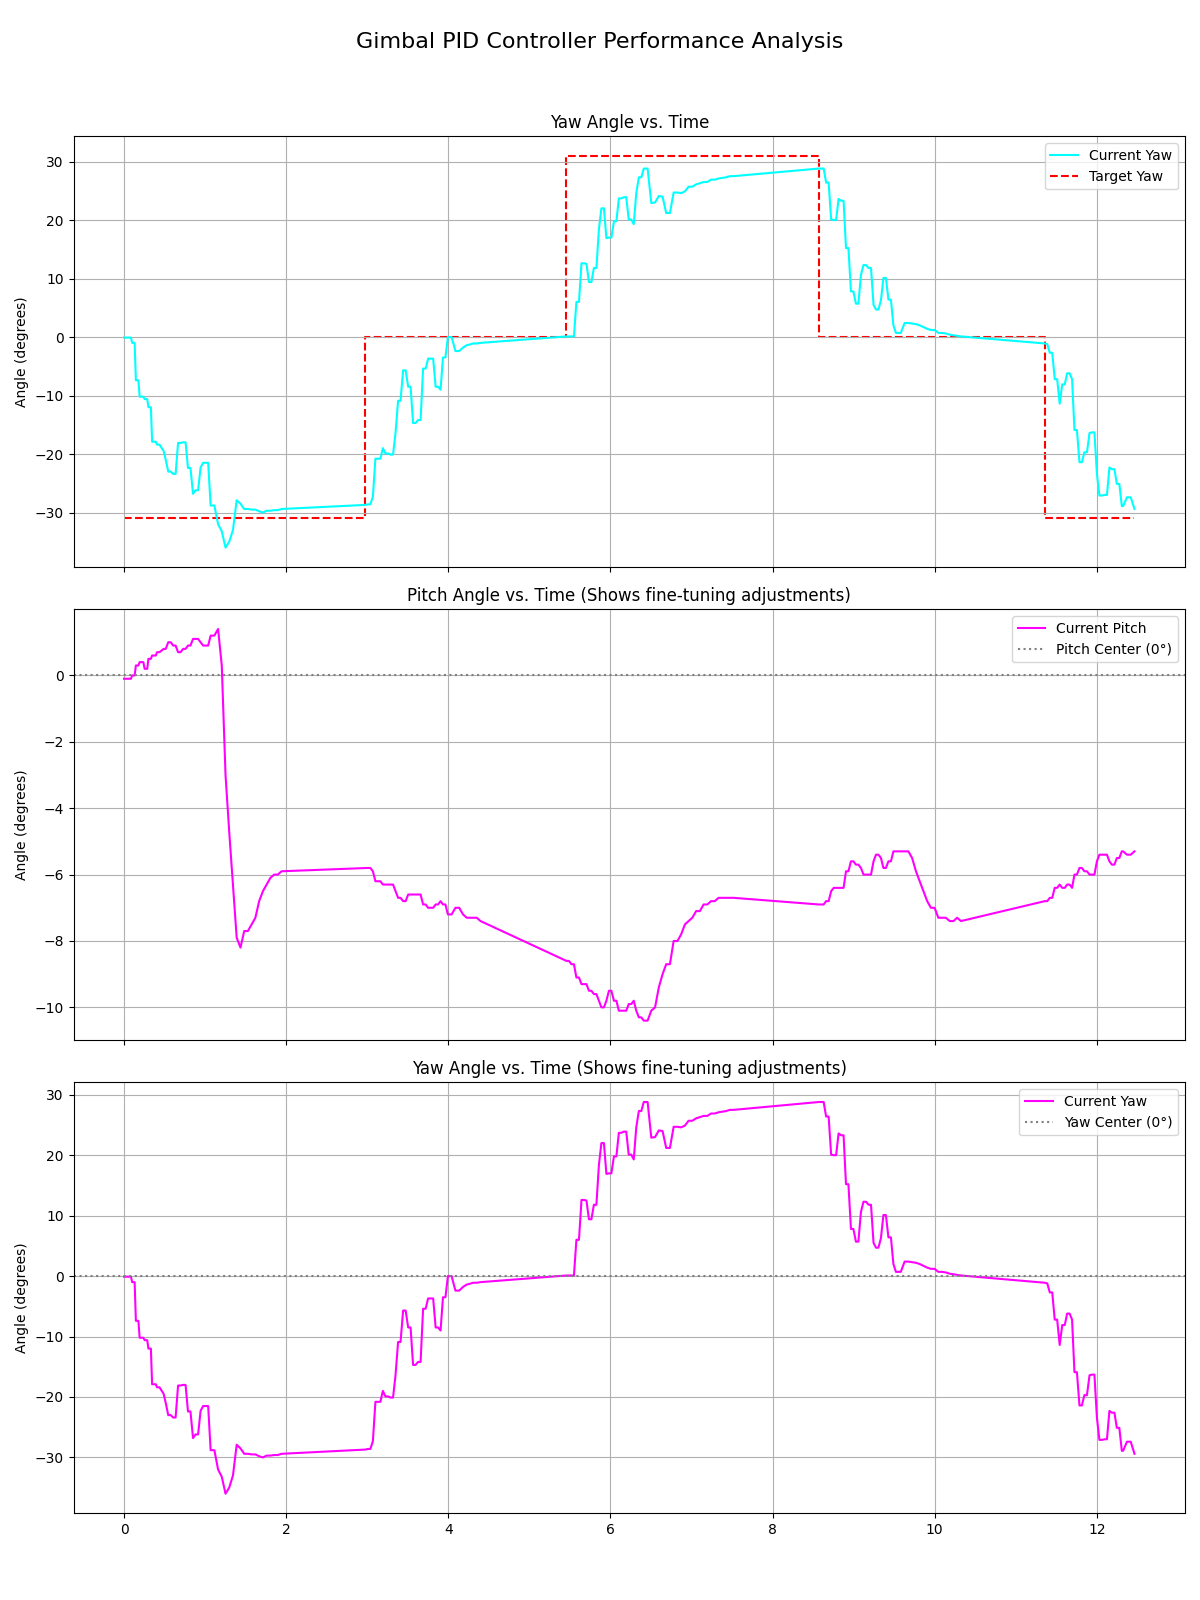 Gimbal PID Controller Performance Analysis
Yaw Angle vs. Time
Angle (degrees)
30
20
10
0
−10
−20
−30
Current Yaw
Target Yaw
Pitch Angle vs. Time (Shows fine-tuning adjustments)
Angle (degrees)
0
−2
−4
−6
−8
−10
Current Pitch
Pitch Center (0°)
Yaw Angle vs. Time (Shows fine-tuning adjustments)
Angle (degrees)
30
20
10
0
−10
−20
−30
Current Yaw
Yaw Center (0°)
0 2 4 6 8 10 12